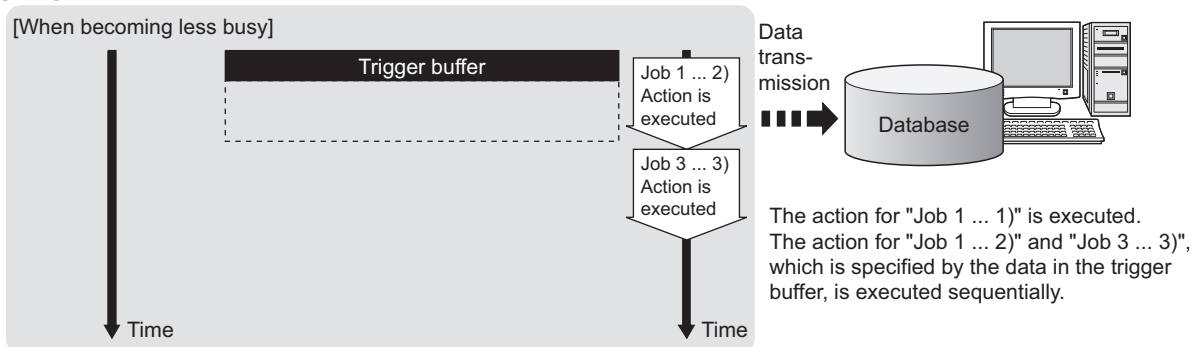 [When becoming less busy]
Trigger buffer
Job 1 ... 2)
Action is
executed
Job 3 ... 3)
Action is
executed
Time
Time
Data
trans-
mission
Database
The action for "Job 1 ... 1)" is executed.
The action for "Job 1 ... 2)" and "Job 3 ... 3)",
which is specified by the data in the trigger
buffer, is executed sequentially.